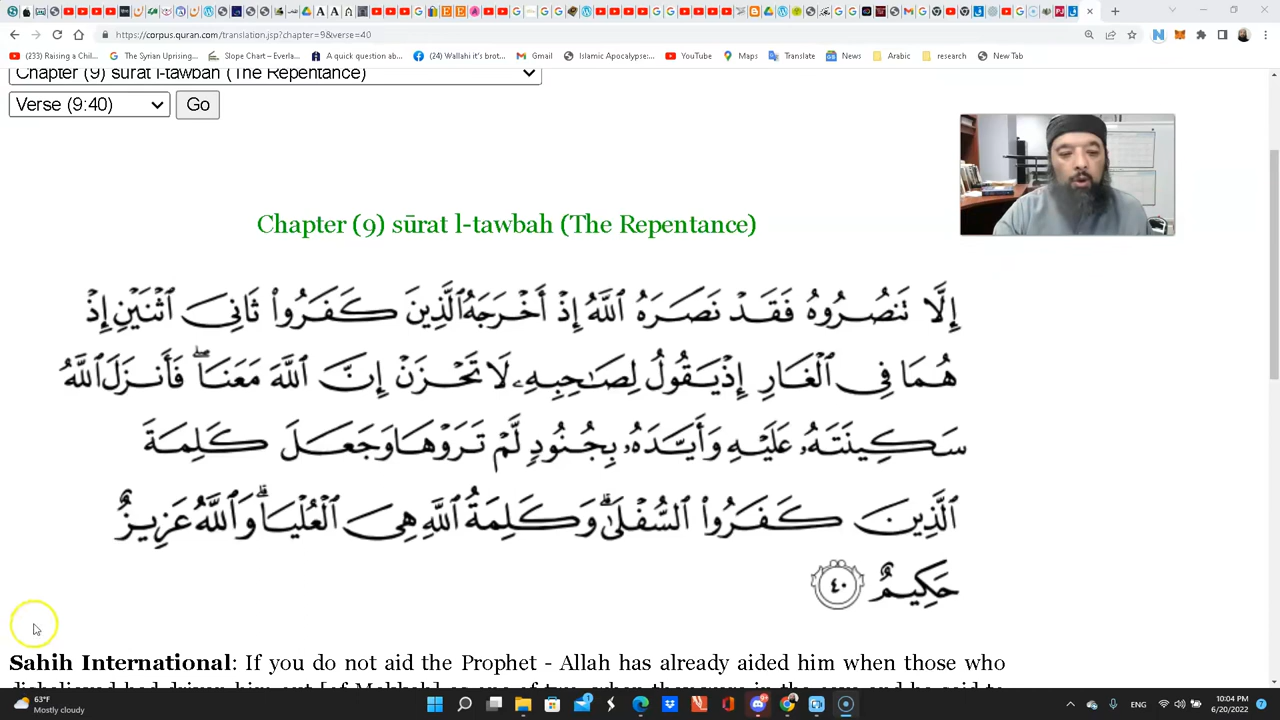 corpus.quran.com/translation.jsp?chapter=9&verse=40
(233) Raising a Chil...
The Syrian Uprising...
Slope Chart – Everla...
A quick question ab...
(24) Wallahi it's brot...
Gmail
Islamic Apocalypse:...
YouTube
Maps
Translate
News
Arabic
research
New Tab
Chapter (9) sūrat l-tawbah (The Repentance)
Verse (9:40)
Go
Chapter (9) sūrat l-tawbah (The Repentance)
إِلَّا تَنصُرُوهُ فَقَدْ نَصَرَهُ ٱللَّهُ إِذْ أَخْرَجَهُ ٱلَّذِينَ كَفَرُوا۟ ثَانِىَ ٱثْنَيْنِ إِذْ
هُمَا فِى ٱلْغَارِ إِذْ يَقُولُ لِصَـٰحِبِهِۦ لَا تَحْزَنْ إِنَّ ٱللَّهَ مَعَنَا ۖ فَأَنزَلَ ٱللَّهُ
سَكِينَتَهُۥ عَلَيْهِ وَأَيَّدَهُۥ بِجُنُودٍ لَّمْ تَرَوْهَا وَجَعَلَ كَلِمَةَ
ٱلَّذِينَ كَفَرُوا۟ ٱلسُّفْلَىٰ ۗ وَكَلِمَةُ ٱللَّهِ هِىَ ٱلْعُلْيَا ۗ وَٱللَّهُ عَزِيزٌ
حَكِيمٌ ٤٠
Sahih International: If you do not aid the Prophet - Allah has already aided him when those who
63°F
Mostly cloudy
ENG
10:04 PM
6/20/2022